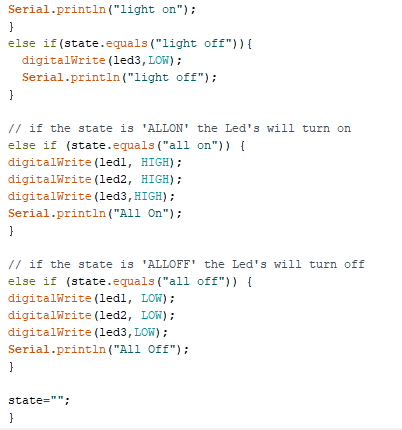 Serial.println("light on");
}
else if(state.equals("light off")){
  digitalWrite(led3,LOW);
  Serial.println("light off");
}

// if the state is 'ALLON' the Led's will turn on
else if (state.equals("all on")) {
digitalWrite(led1, HIGH);
digitalWrite(led2, HIGH);
digitalWrite(led3,HIGH);
Serial.println("All On");
}

// if the state is 'ALLOFF' the Led's will turn off
else if (state.equals("all off")) {
digitalWrite(led1, LOW);
digitalWrite(led2, LOW);
digitalWrite(led3,LOW);
Serial.println("All Off");
}

state="";
}